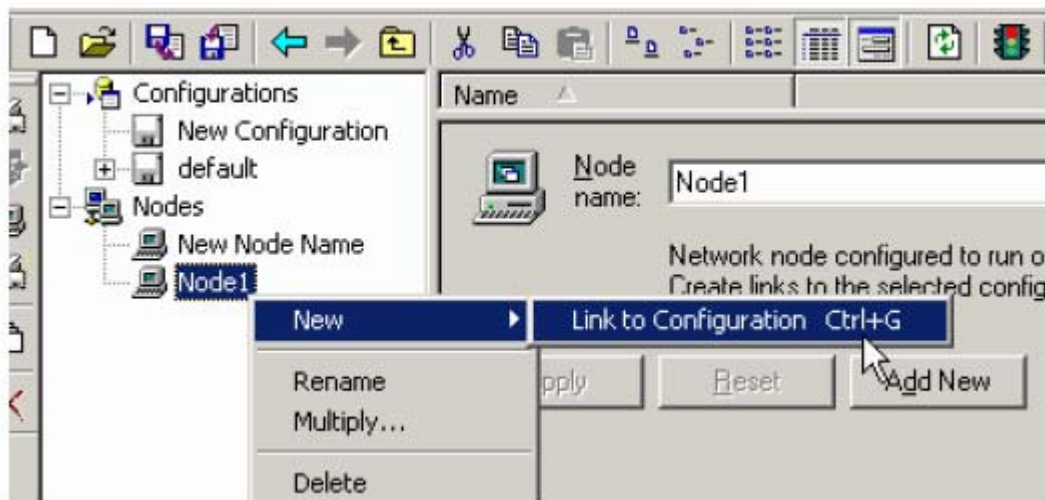 Configurations
New Configuration
default
Nodes
New Node Name
Node1
Name
Node name:
Node1
Network node configured to run o
Create links to the selected config
New
Link to Configuration Ctrl+G
Rename
Multiply...
Delete
pply
Reset
Add New